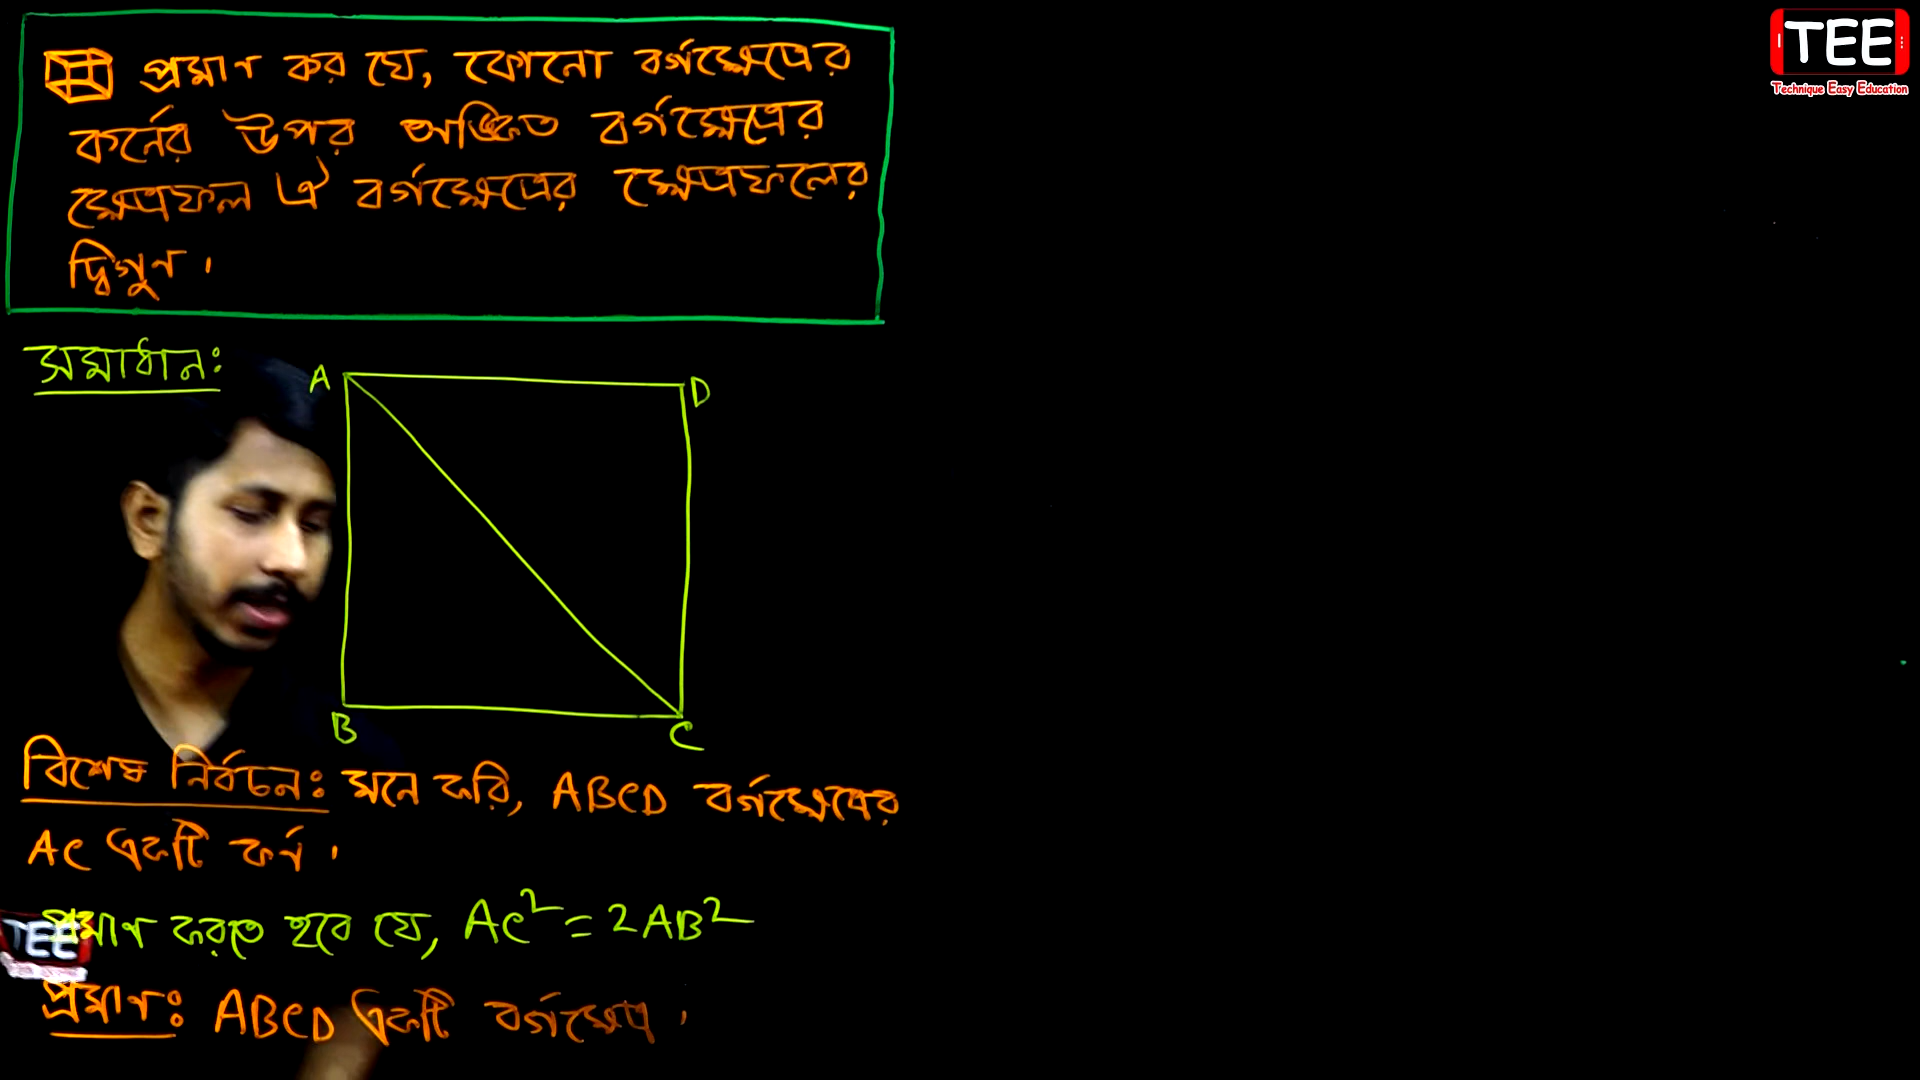 TEE
Technique Easy Education
প্রমাণ কর যে, কোনো বর্গক্ষেত্রের
কর্নের উপর অঙ্কিত বর্গক্ষেত্রের
ক্ষেত্রফল ঐ বর্গক্ষেত্রের ক্ষেত্রফলের
দ্বিগুন।
সমাধান:
A
D
B
C
বিশেষ নির্বচন: মনে করি, ABCD বর্গক্ষেত্রের
AC একটি কর্ন।
প্রমাণ করতে হবে যে, AC² = 2AB²
TEE
প্রমাণ: ABCD একটি বর্গক্ষেত্র।